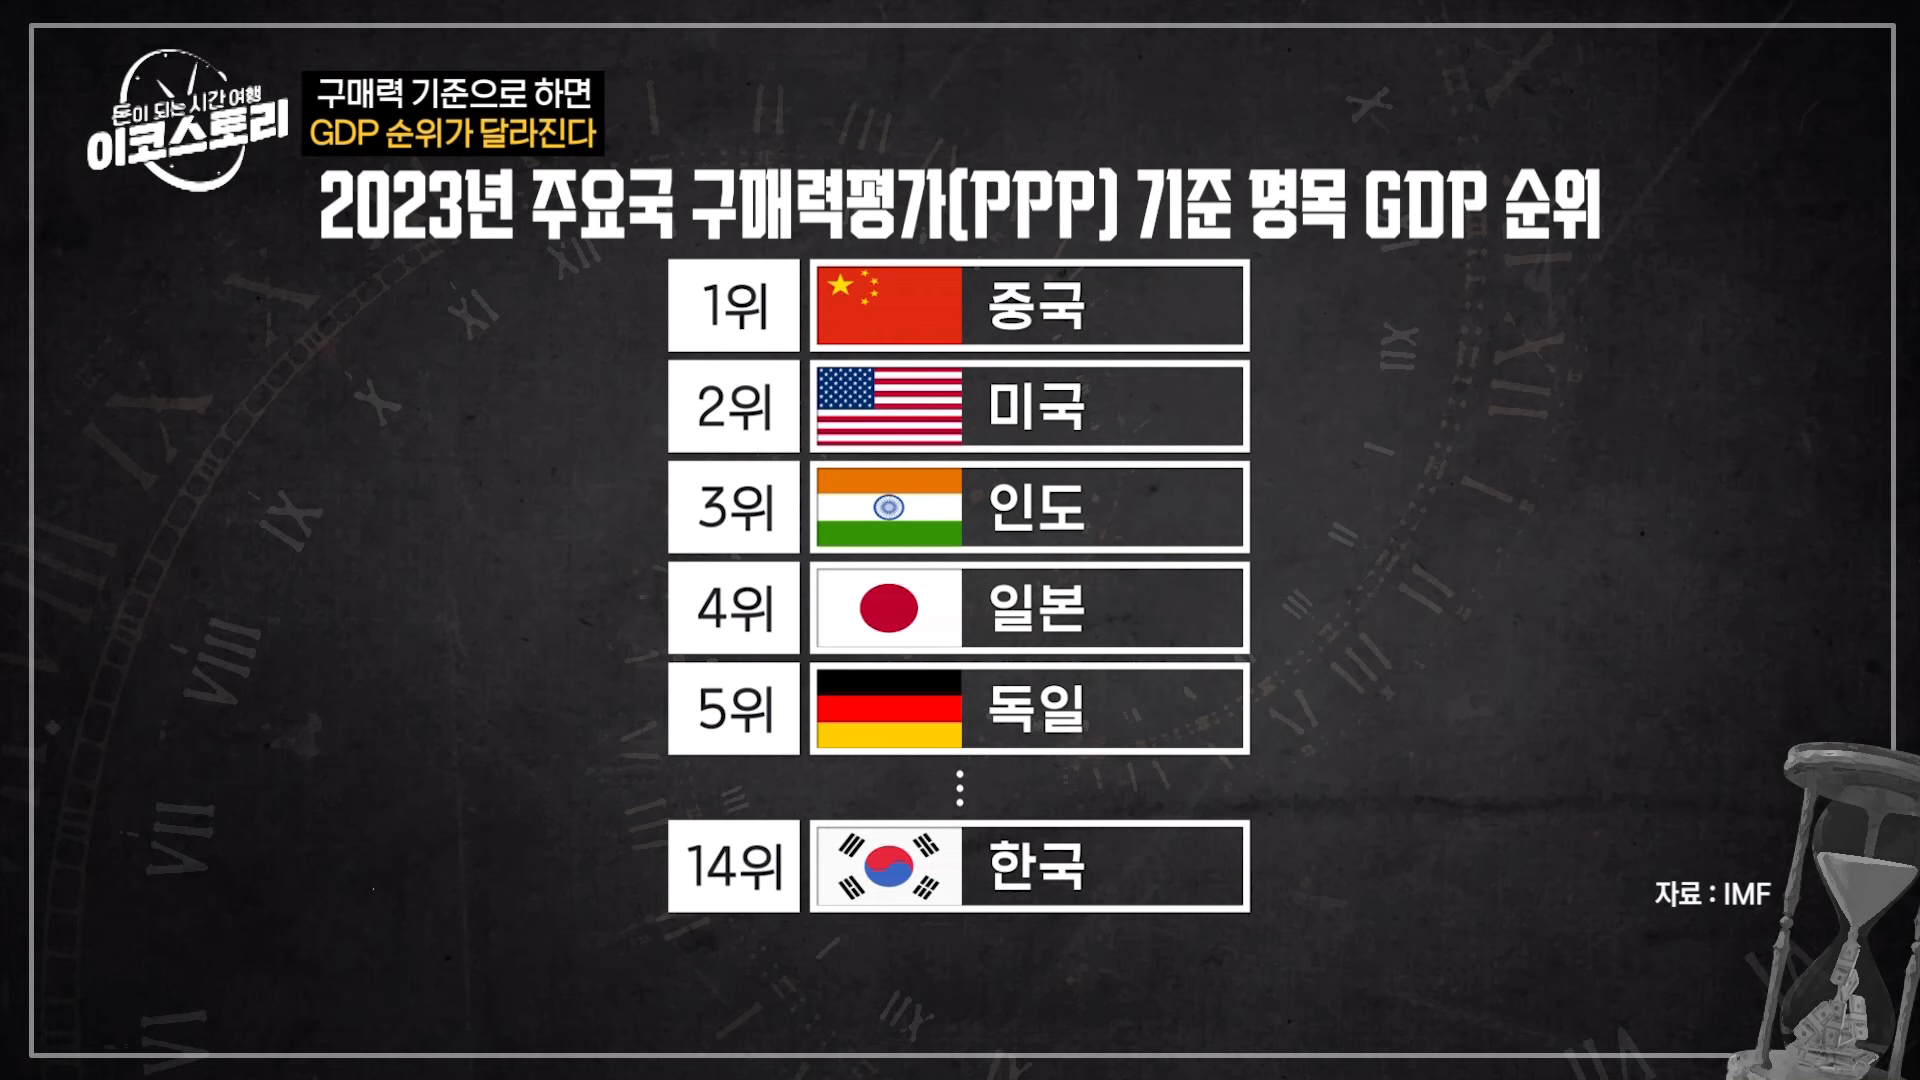 돈이 되는 시간 여행
이코스토리
구매력 기준으로 하면
GDP 순위가 달라진다
2023년 주요국 구매력평가(PPP) 기준 명목 GDP 순위
1위 중국
2위 미국
3위 인도
4위 일본
5위 독일
⋮
14위 한국
자료 : IMF